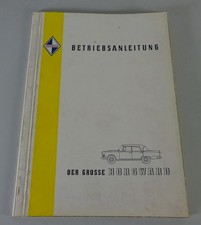 BETRIEBSANLEITUNG
DER GROSSE BORGWARD